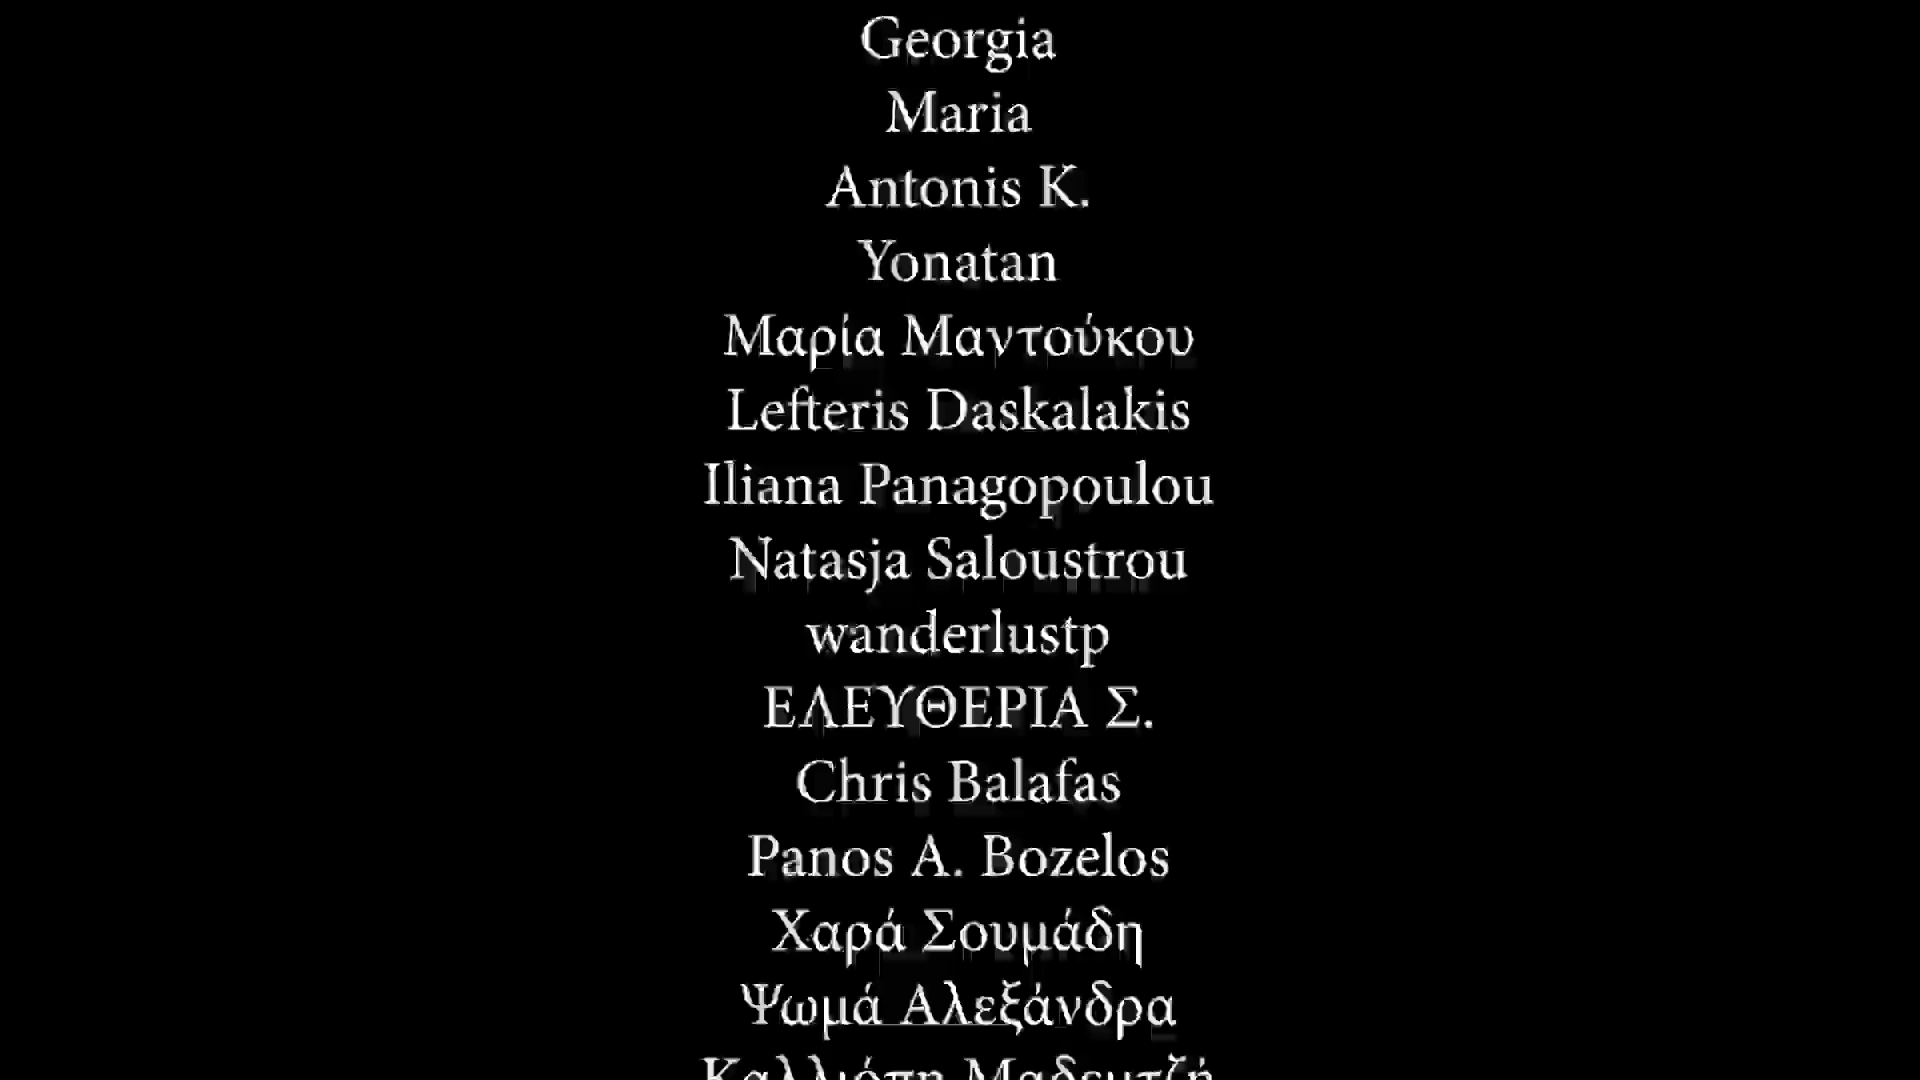 Georgia
Maria
Antonis K.
Yonatan
Μαρία Μαντούκου
Lefteris Daskalakis
Iliana Panagopoulou
Natasja Saloustrou
wanderlustp
ΕΛΕΥΘΕΡΙΑ Σ.
Chris Balafas
Panos A. Bozelos
Χαρά Σουμάδη
Ψωμά Αλεξάνδρα
Καλλιόπη